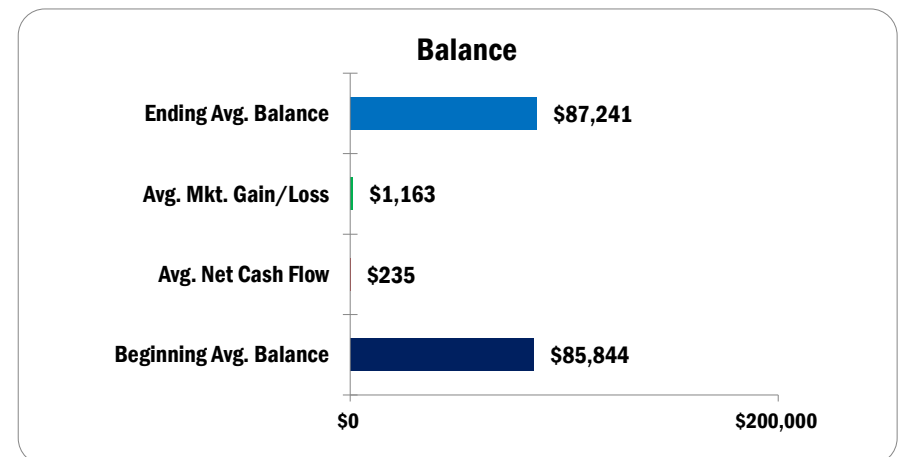 Balance
Ending Avg. Balance $87,241
Avg. Mkt. Gain/Loss $1,163
Avg. Net Cash Flow $235
Beginning Avg. Balance $85,844
$0 $200,000